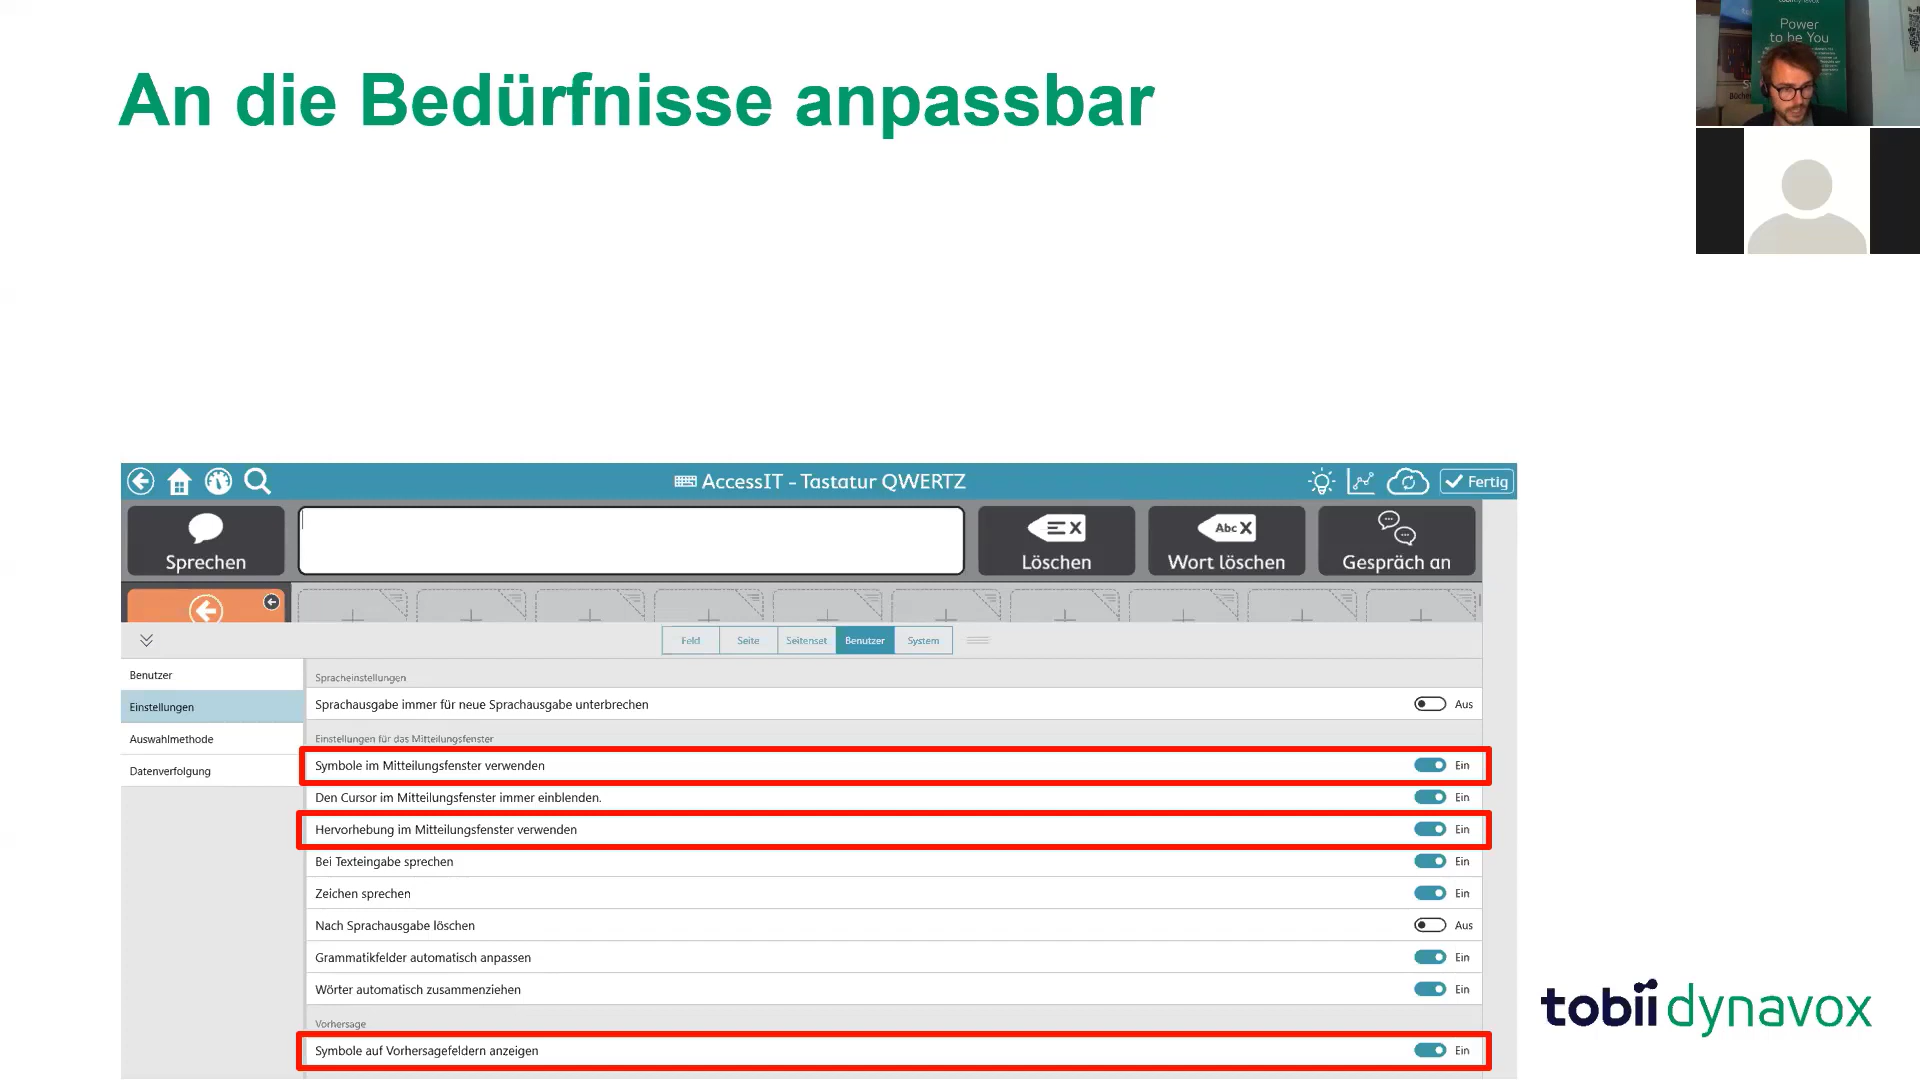 An die Bedürfnisse anpassbar
Power
to be You
AccessIT - Tastatur QWERTZ
Fertig
Sprechen
Abc X
Löschen
Wort löschen
Gespräch an
Feld
Seite
Seitenset
Benutzer
System
Benutzer
Einstellungen
Auswahlmethode
Datenverfolgung
Spracheinstellungen
Sprachausgabe immer für neue Sprachausgabe unterbrechen Aus
Einstellungen für das Mitteilungsfenster
Symbole im Mitteilungsfenster verwenden Ein
Den Cursor im Mitteilungsfenster immer einblenden. Ein
Hervorhebung im Mitteilungsfenster verwenden Ein
Bei Texteingabe sprechen Ein
Zeichen sprechen Ein
Nach Sprachausgabe löschen Aus
Grammatikfelder automatisch anpassen Ein
Wörter automatisch zusammenziehen Ein
Vorhersage
Symbole auf Vorhersagefeldern anzeigen Ein
tobii dynavox